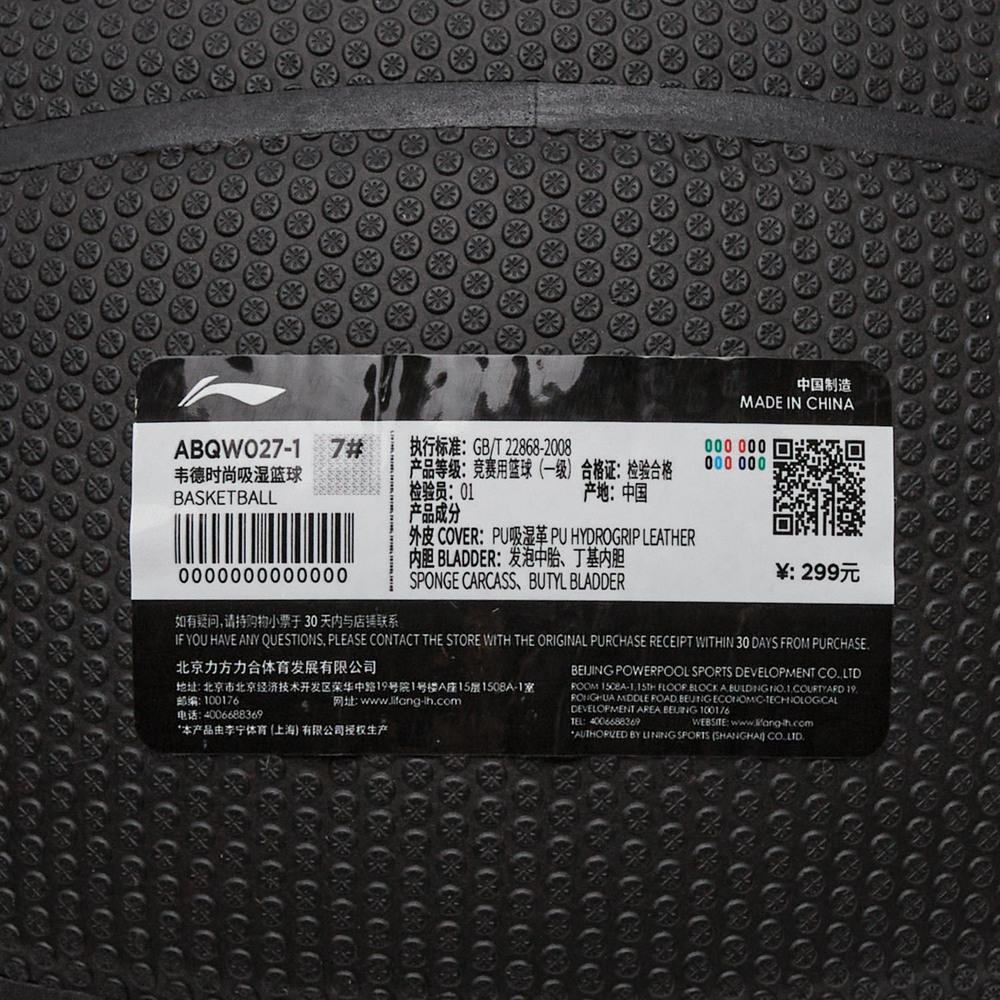 中国制造
MADE IN CHINA
ABQW027-1 7#
韦德时尚吸湿篮球
BASKETBALL
0000000000000
执行标准：GB/T 22868-2008
产品等级：竞赛用篮球（一级） 合格证：检验合格
检验员：01 产地：中国
产品成分
外皮 COVER：PU吸湿革 PU HYDROGRIP LEATHER
内胆 BLADDER：发泡中胎、丁基内胆
SPONGE CARCASS、BUTYL BLADDER
000 000
000 000
¥: 299元
如有疑问,请持购物小票于 30 天内与店铺联系.
IF YOU HAVE ANY QUESTIONS, PLEASE CONTACT THE STORE WITH THE ORIGINAL PURCHASE RECEIPT WITHIN 30 DAYS FROM PURCHASE.
北京力方力合体育发展有限公司
地址: 北京市北京经济技术开发区荣华中路19号院1号楼A座15层1508A-1室
邮编: 100176 网址: www.lifang-lh.com
电话: 4006688369
*本产品由李宁体育 (上海) 有限公司授权生产
BEIJING POWERPOOL SPORTS DEVELOPMENT CO.. LTD
ROOM 1508A-1,15TH FLOOR,BLOCK A,BUILDING NO.1,COURTYARD 19,
RONGHUA MIDDLE ROAD,BEIJING ECONOMIC-TECHNOLOGICAL
DEVELOPMENT AREA,BEIJING 100176
TEL: 4006688369 WEBSITE: www.lifang-lh.com
*AUTHORIZED BY LI NING SPORTS (SHANGHAI) CO.. LTD.